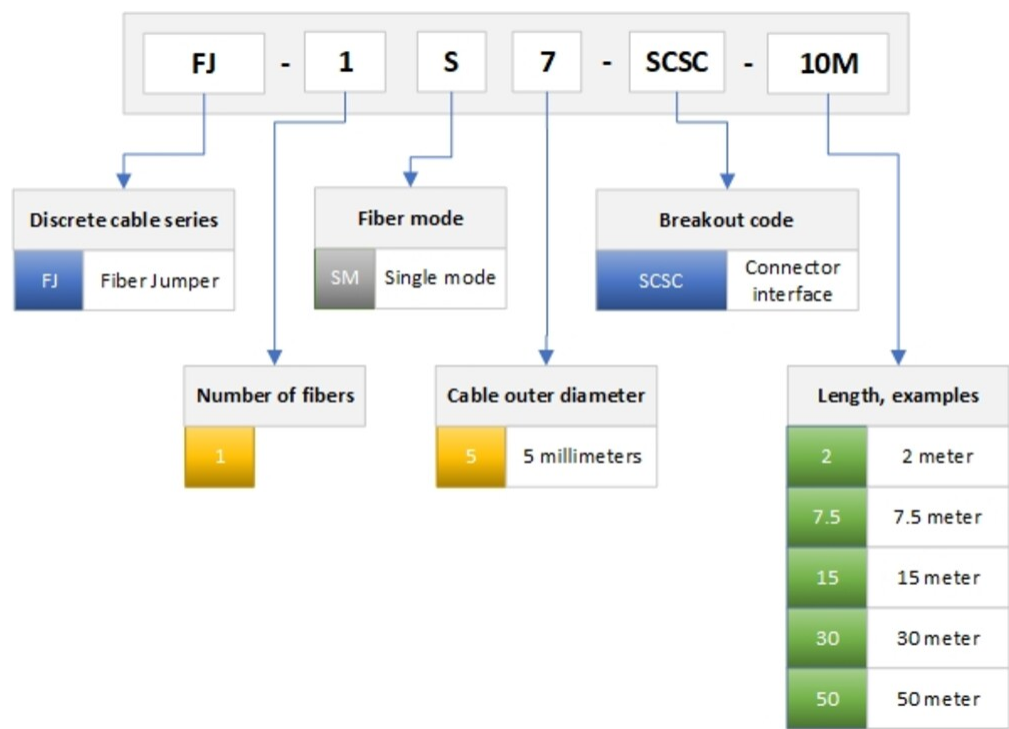 FJ - 1 S 7 - SCSC - 10M
Discrete cable series
FJ Fiber Jumper
Fiber mode
SM Single mode
Breakout code
SCSC Connector
interface
Number of fibers
1
Cable outer diameter
5 5 millimeters
Length, examples
2 2 meter
7.5 7.5 meter
15 15 meter
30 30 meter
50 50 meter